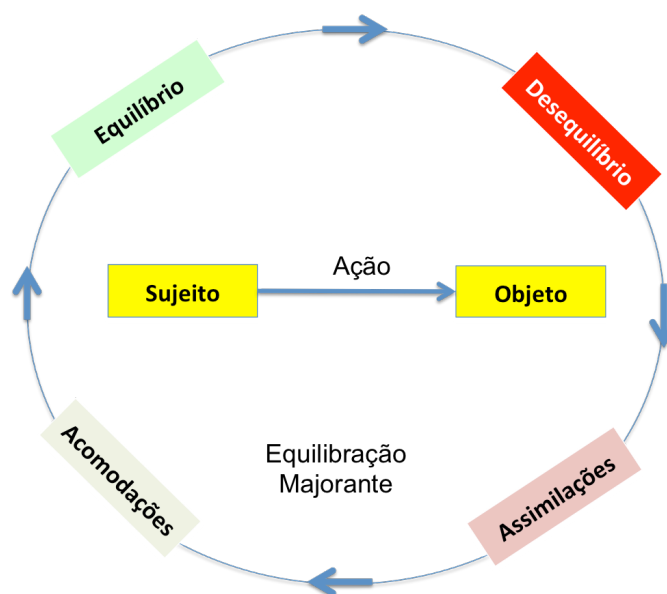 Equilíbrio
Desequilíbrio
Ação
Sujeito
Objeto
Acomodações
Equilibração
Majorante
Assimilações